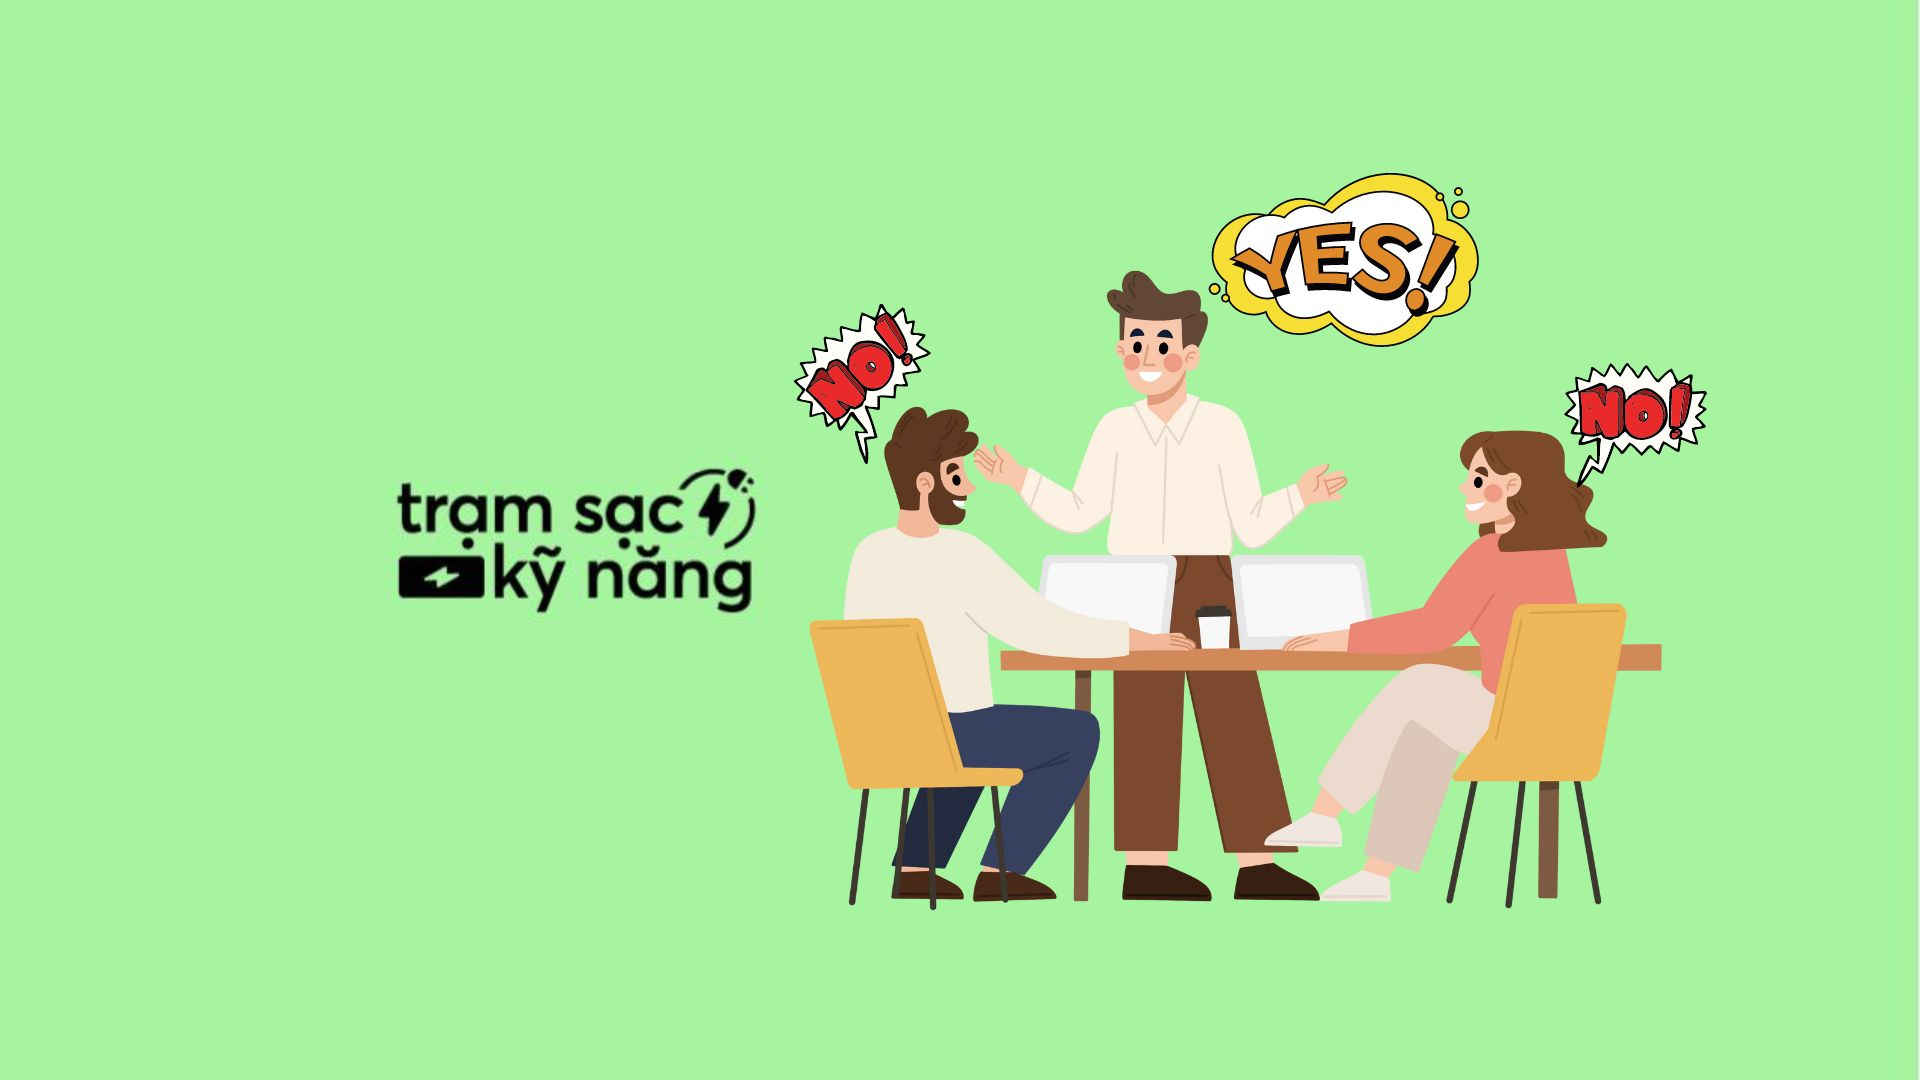 trạm sạc
kỹ năng
NO!
YES!
NO!